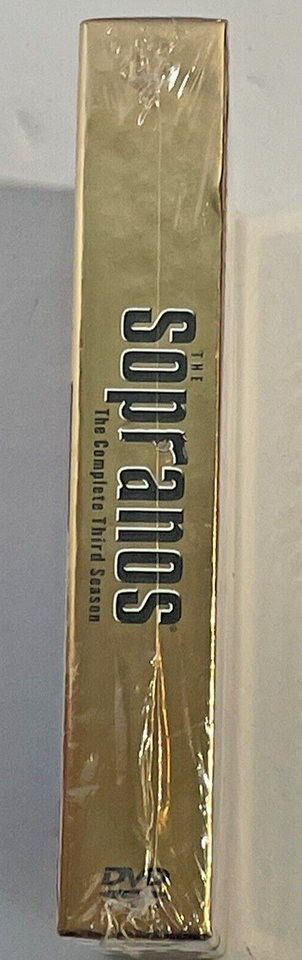 THE
Sopranos®
The Complete Third Season
DVD